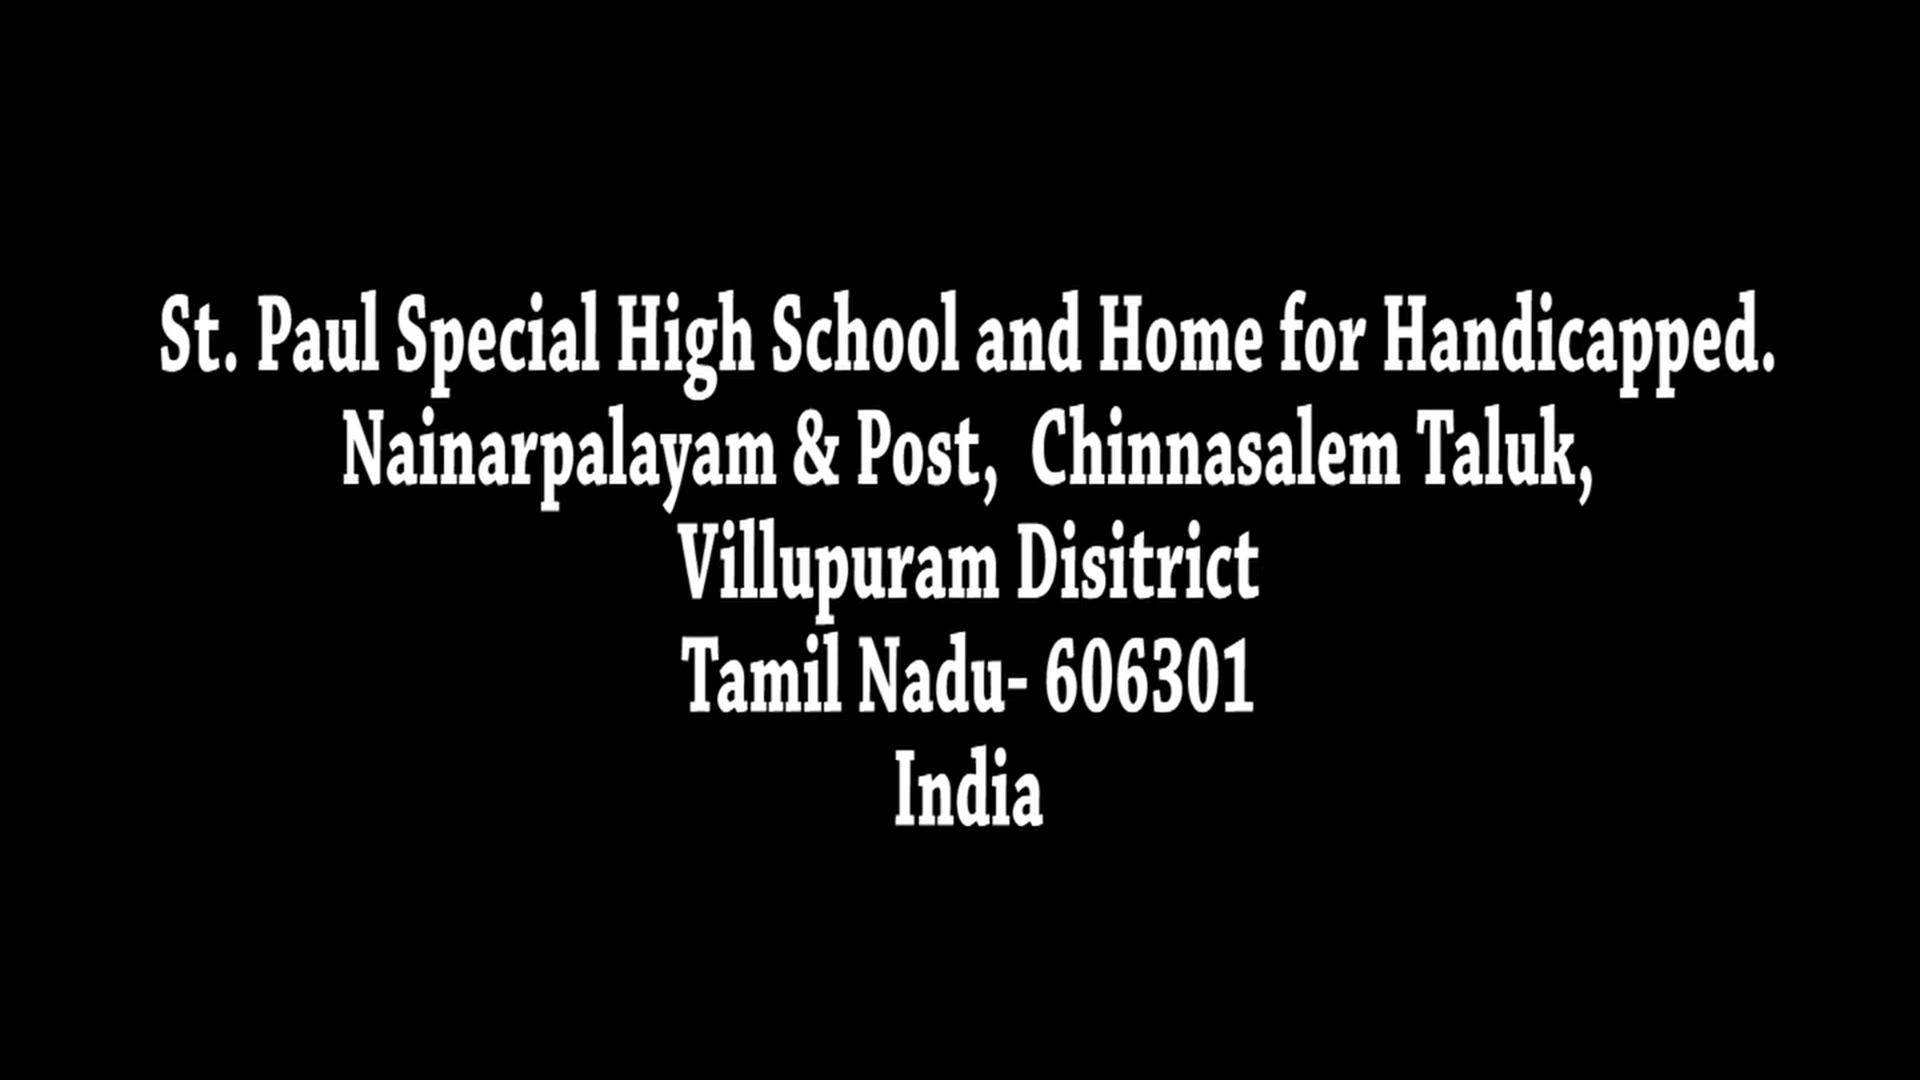 St. Paul Special High School and Home for Handicapped.
Nainarpalayam & Post,  Chinnasalem Taluk,
Villupuram Disitrict
Tamil Nadu- 606301
India